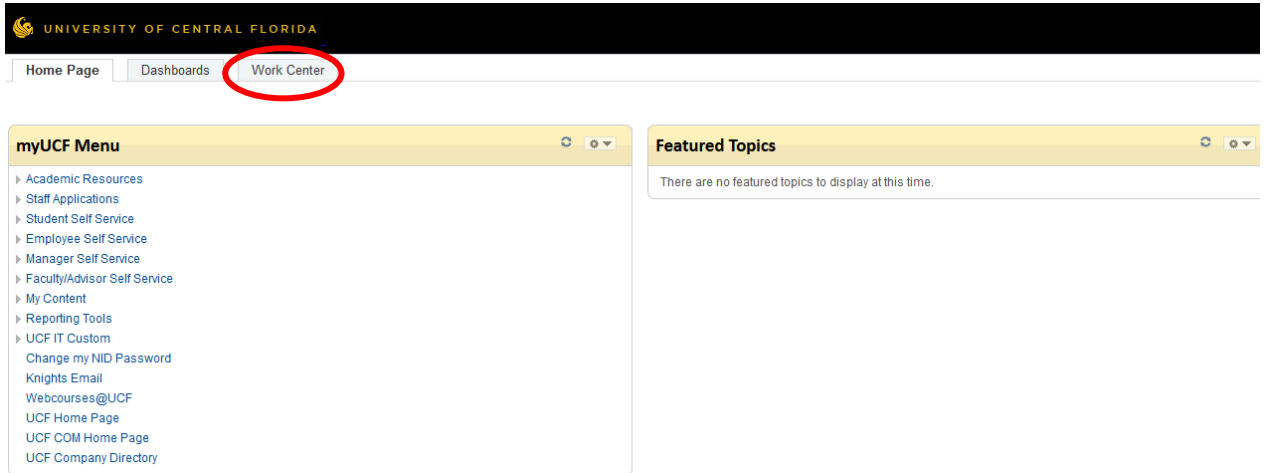 UNIVERSITY OF CENTRAL FLORIDA
Home Page Dashboards Work Center
myUCF Menu
Academic Resources
Staff Applications
Student Self Service
Employee Self Service
Manager Self Service
Faculty/Advisor Self Service
My Content
Reporting Tools
UCF IT Custom
Change my NID Password
Knights Email
Webcourses@UCF
UCF Home Page
UCF COM Home Page
UCF Company Directory
Featured Topics
There are no featured topics to display at this time.